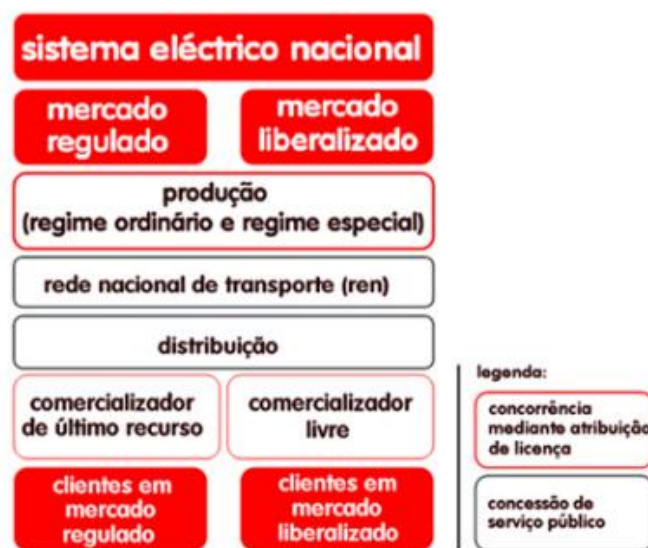 sistema eléctrico nacional
mercado
regulado
mercado
liberalizado
produção
(regime ordinário e regime especial)
rede nacional de transporte (ren)
distribuição
comercializador
de último recurso
comercializador
livre
clientes em
mercado
regulado
clientes em
mercado
liberalizado
legenda:
concorrência
mediante atribuição
de licença
concessão de
serviço público